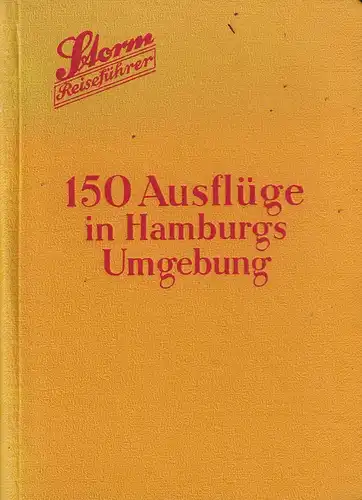 Storm
Reiseführer
150 Ausflüge
in Hamburgs
Umgebung